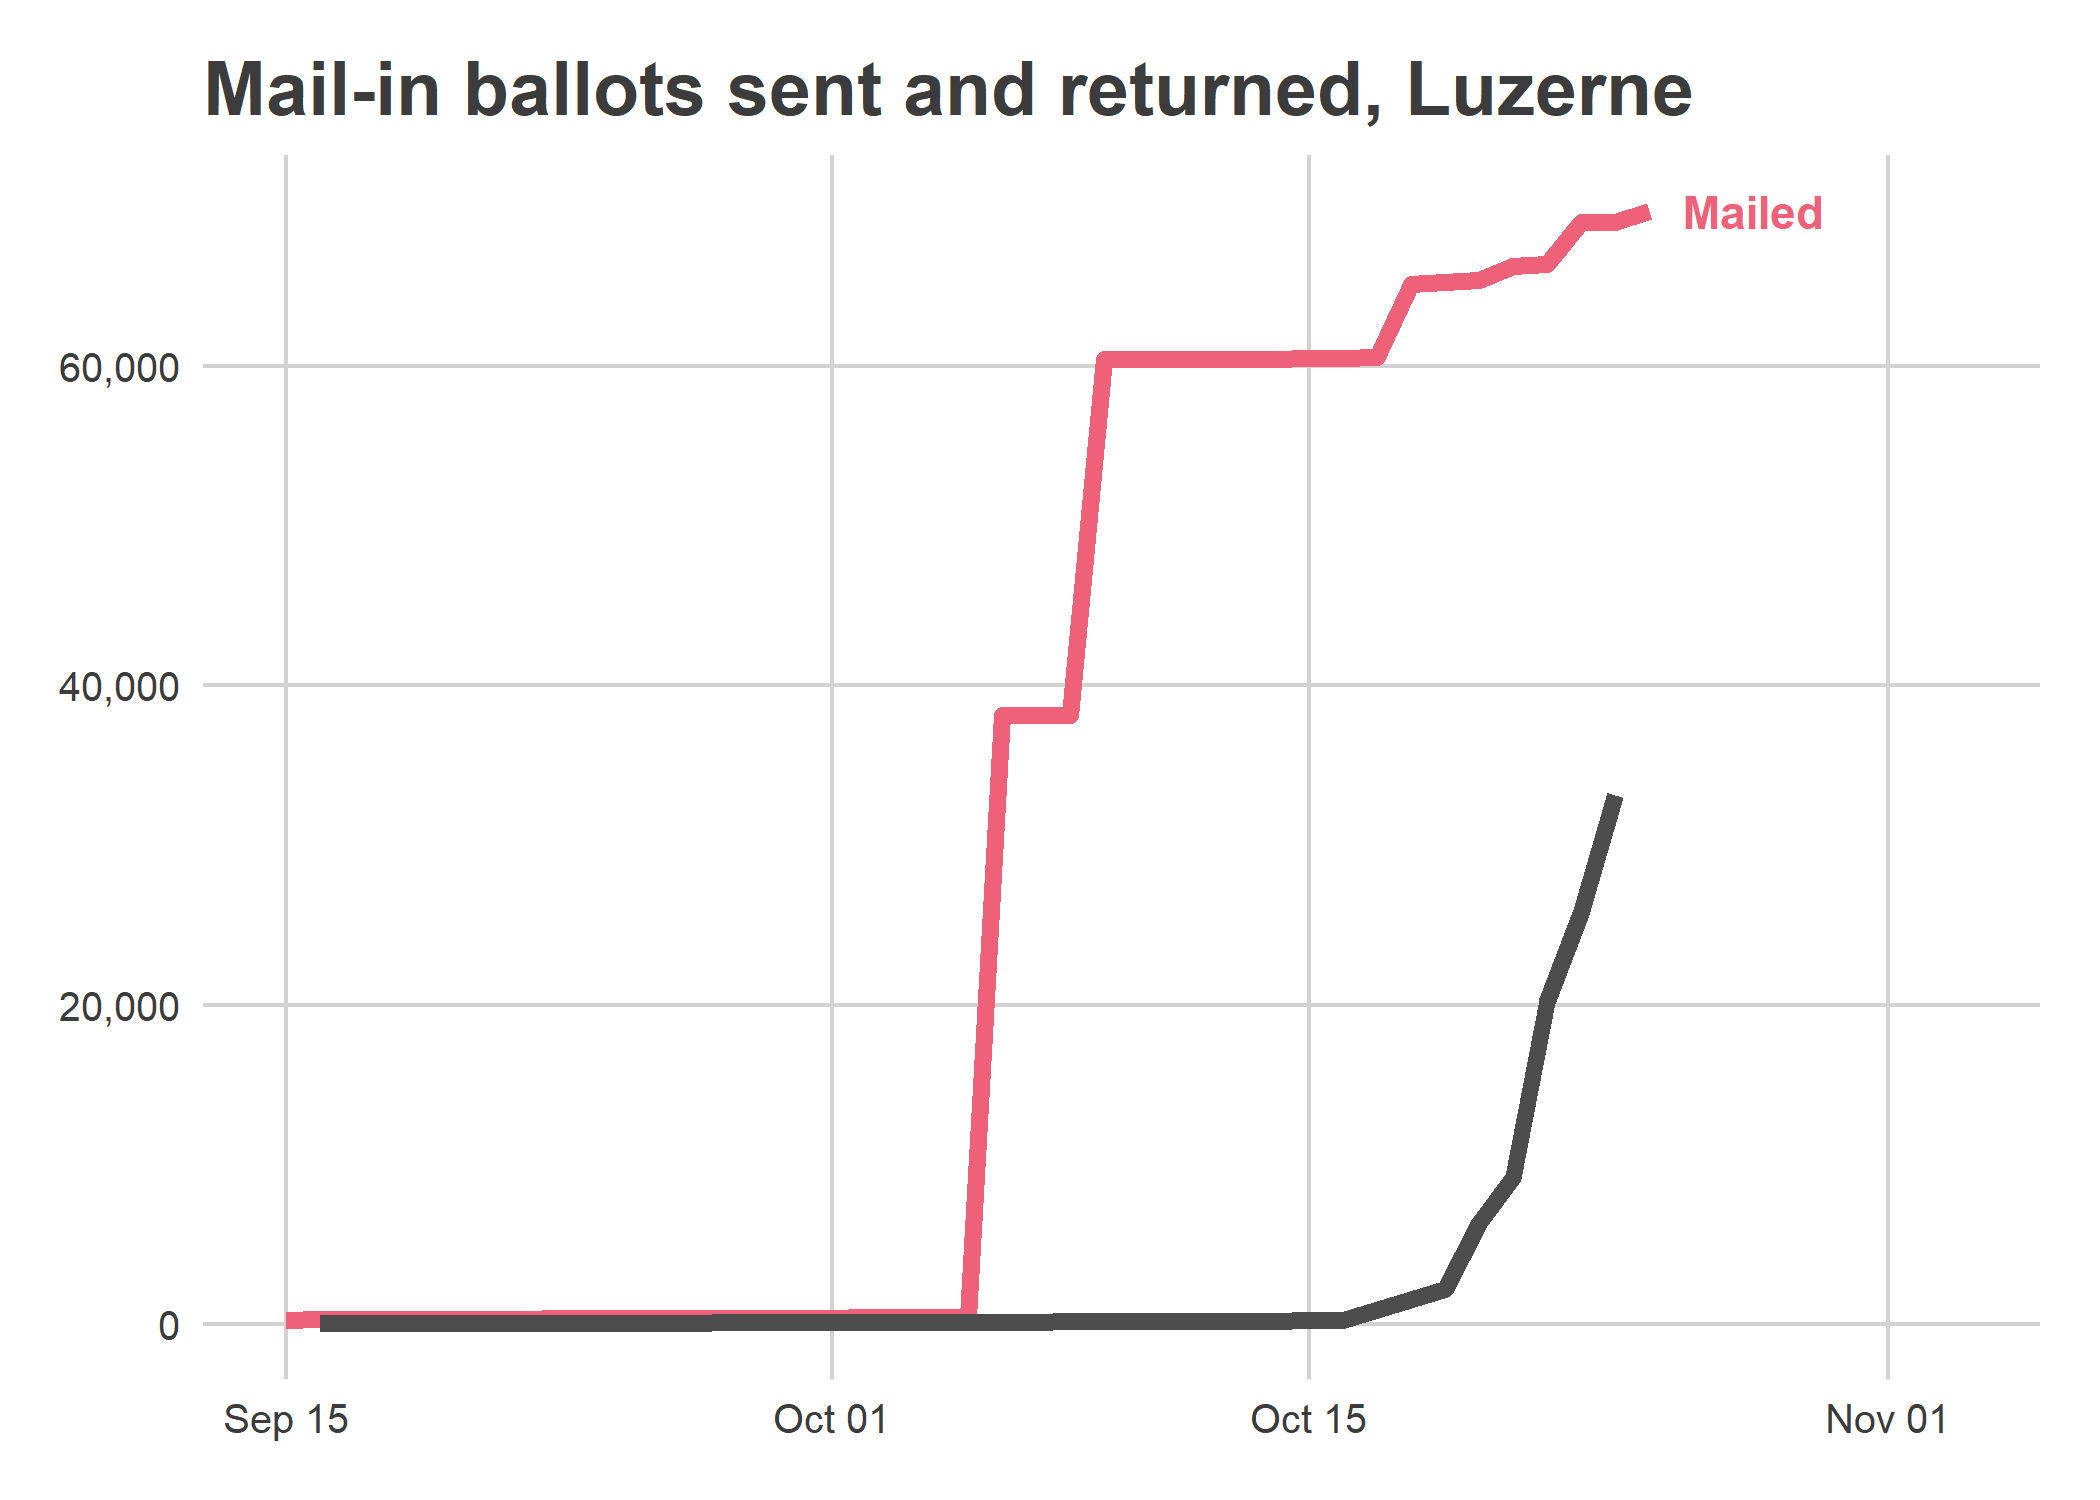 Mail-in ballots sent and returned, Luzerne
Mailed
60,000
40,000
20,000
0
Sep 15
Oct 01
Oct 15
Nov 01